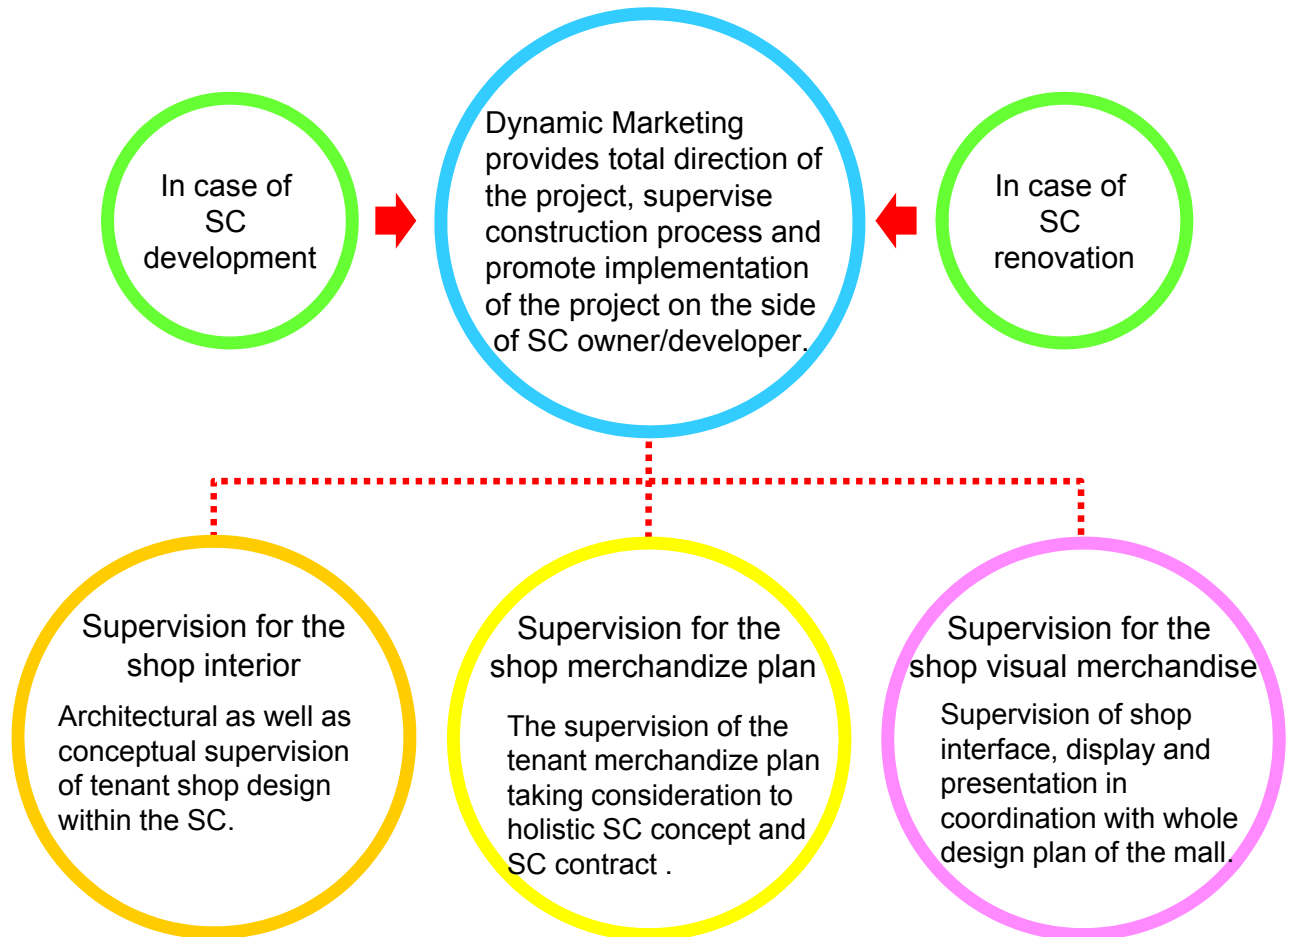 In case of
SC
development
Dynamic Marketing
provides total direction of
the project, supervise
construction process and
promote implementation
of the project on the side
of SC owner/developer.
In case of
SC
renovation
Supervision for the
shop interior
Architectural as well as
conceptual supervision
of tenant shop design
within the SC.
Supervision for the
shop merchandize plan
The supervision of the
tenant merchandize plan
taking consideration to
holistic SC concept and
SC contract .
Supervision for the
shop visual merchandise
Supervision of shop
interface, display and
presentation in
coordination with whole
design plan of the mall.